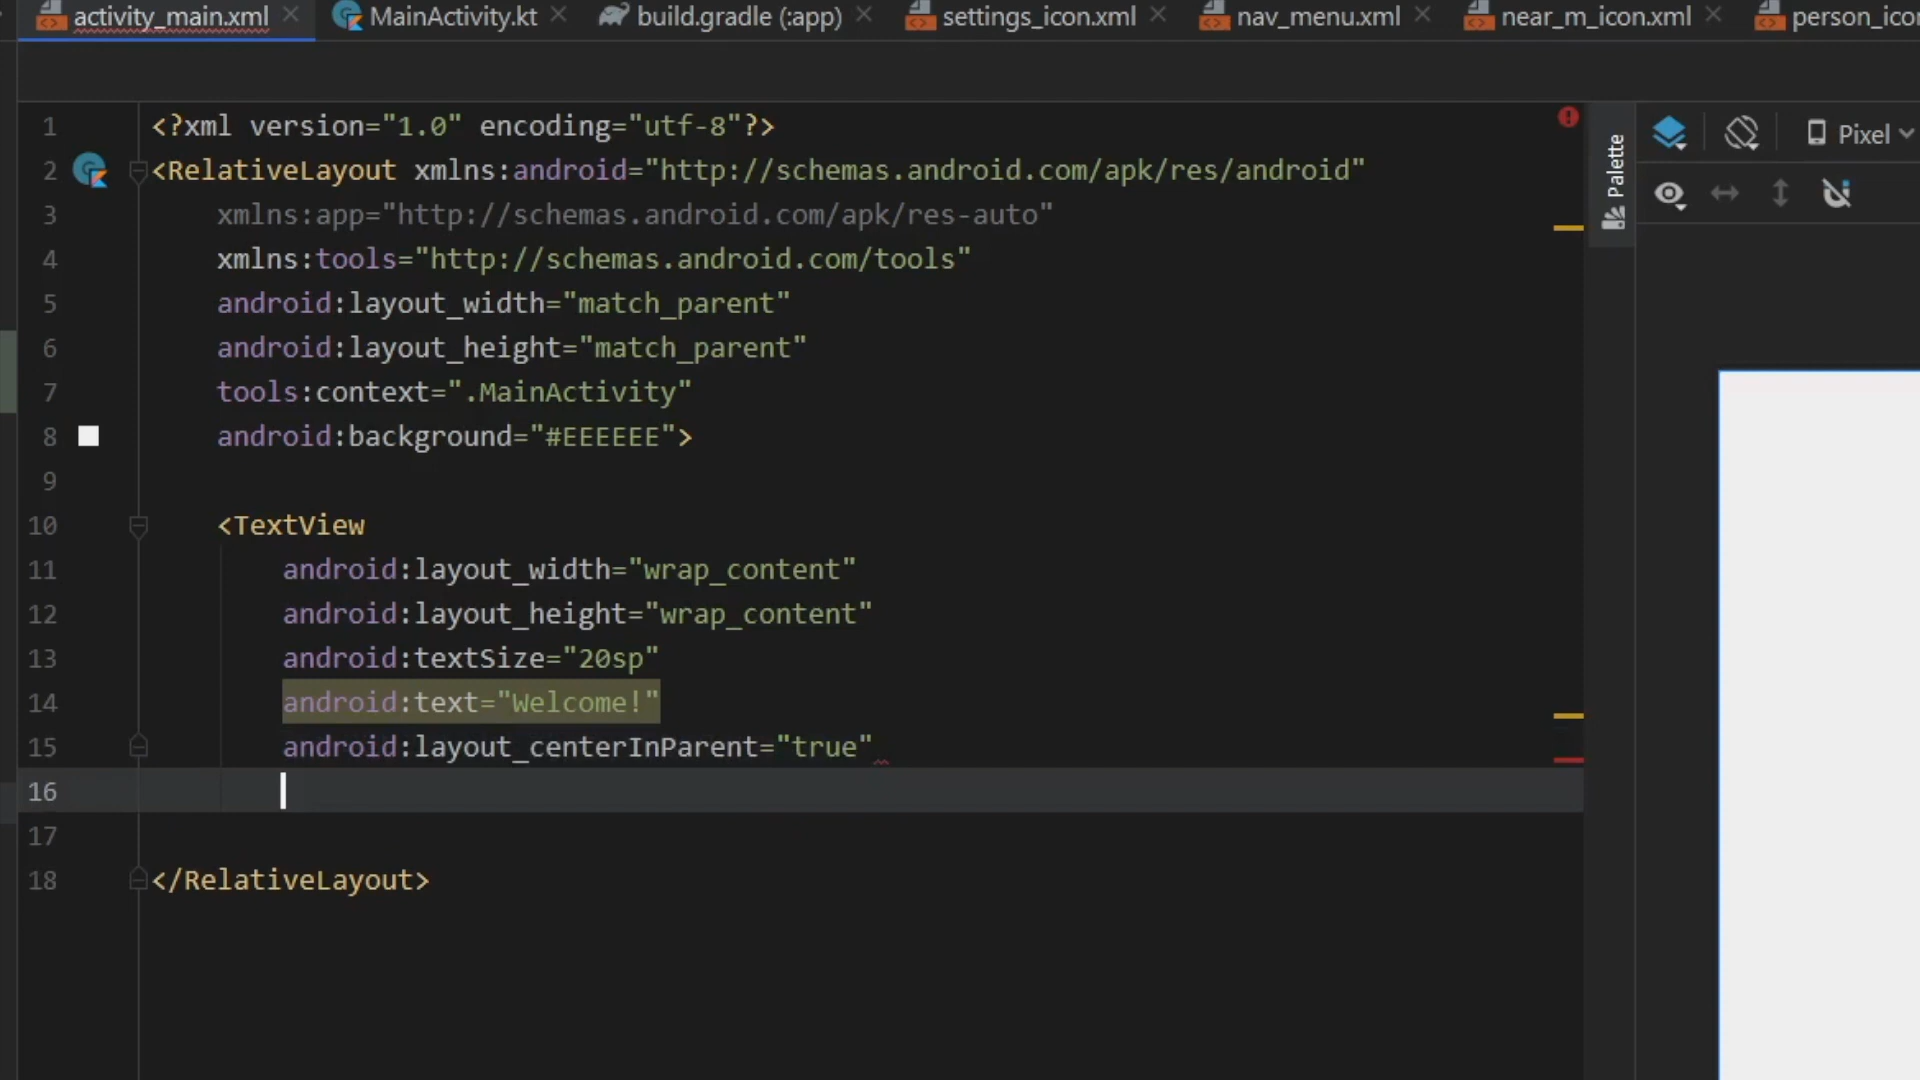 activity_main.xml MainActivity.kt build.gradle (:app) settings_icon.xml nav_menu.xml near_m_icon.xml person_ico
1 <?xml version="1.0" encoding="utf-8"?>
2 <RelativeLayout xmlns:android="http://schemas.android.com/apk/res/android"
3 xmlns:app="http://schemas.android.com/apk/res-auto"
4 xmlns:tools="http://schemas.android.com/tools"
5 android:layout_width="match_parent"
6 android:layout_height="match_parent"
7 tools:context=".MainActivity"
8 android:background="#EEEEEE">
9
10 <TextView
11 android:layout_width="wrap_content"
12 android:layout_height="wrap_content"
13 android:textSize="20sp"
14 android:text="Welcome!"
15 android:layout_centerInParent="true"
16
17
18 </RelativeLayout>
Palette
Pixel